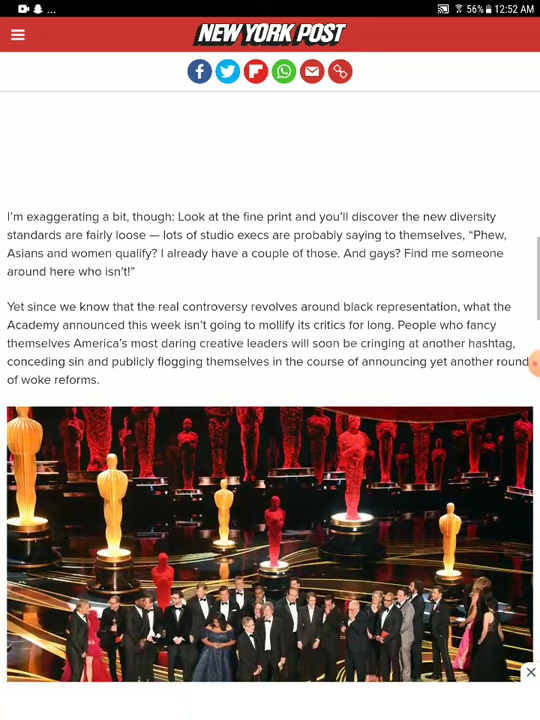 ... 56% 12:52 AM
NEW YORK POST
I'm exaggerating a bit, though: Look at the fine print and you'll discover the new diversity
standards are fairly loose — lots of studio execs are probably saying to themselves, “Phew,
Asians and women qualify? I already have a couple of those. And gays? Find me someone
around here who isn't!”
Yet since we know that the real controversy revolves around black representation, what the
Academy announced this week isn't going to mollify its critics for long. People who fancy
themselves America's most daring creative leaders will soon be cringing at another hashtag,
conceding sin and publicly flogging themselves in the course of announcing yet another round
of woke reforms.